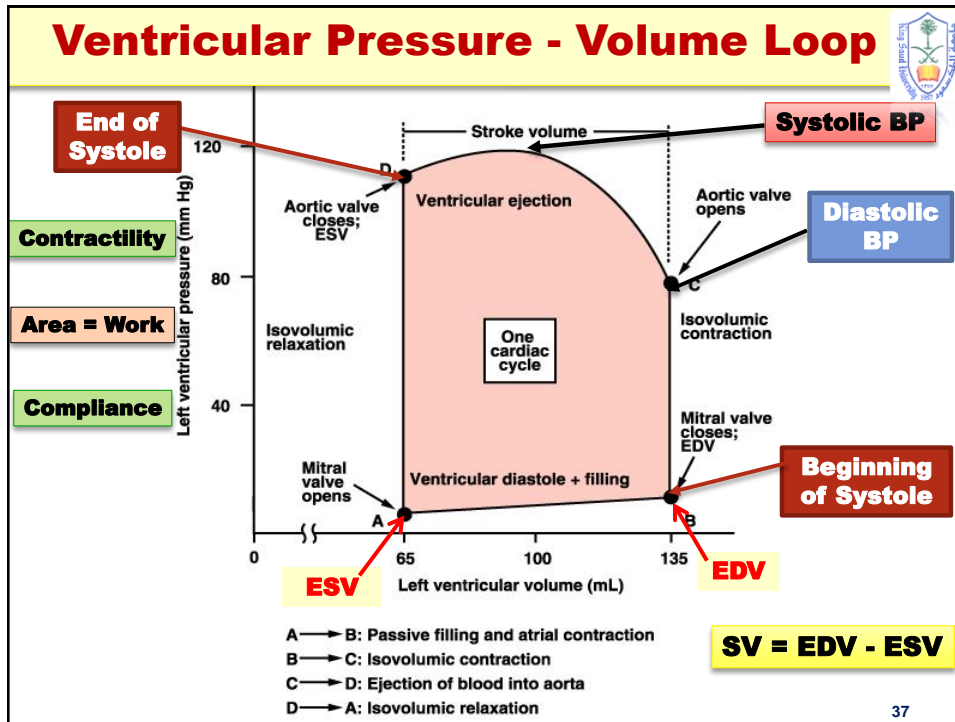 Ventricular Pressure - Volume Loop
King Saud University
1957
End of
Systole
Stroke volume
Systolic BP
120
D
Ventricular ejection
Aortic valve
closes;
ESV
Aortic valve
opens
Diastolic
BP
Contractility
Left ventricular pressure (mm Hg)
80
C
Isovolumic
relaxation
One
cardiac
cycle
Isovolumic
contraction
Area = Work
Compliance
40
Mitral valve
closes;
EDV
Mitral
valve
opens
Ventricular diastole + filling
Beginning
of Systole
A
B
0
65
100
135
ESV
Left ventricular volume (mL)
EDV
A → B: Passive filling and atrial contraction
B → C: Isovolumic contraction
C → D: Ejection of blood into aorta
D → A: Isovolumic relaxation
SV = EDV - ESV
37